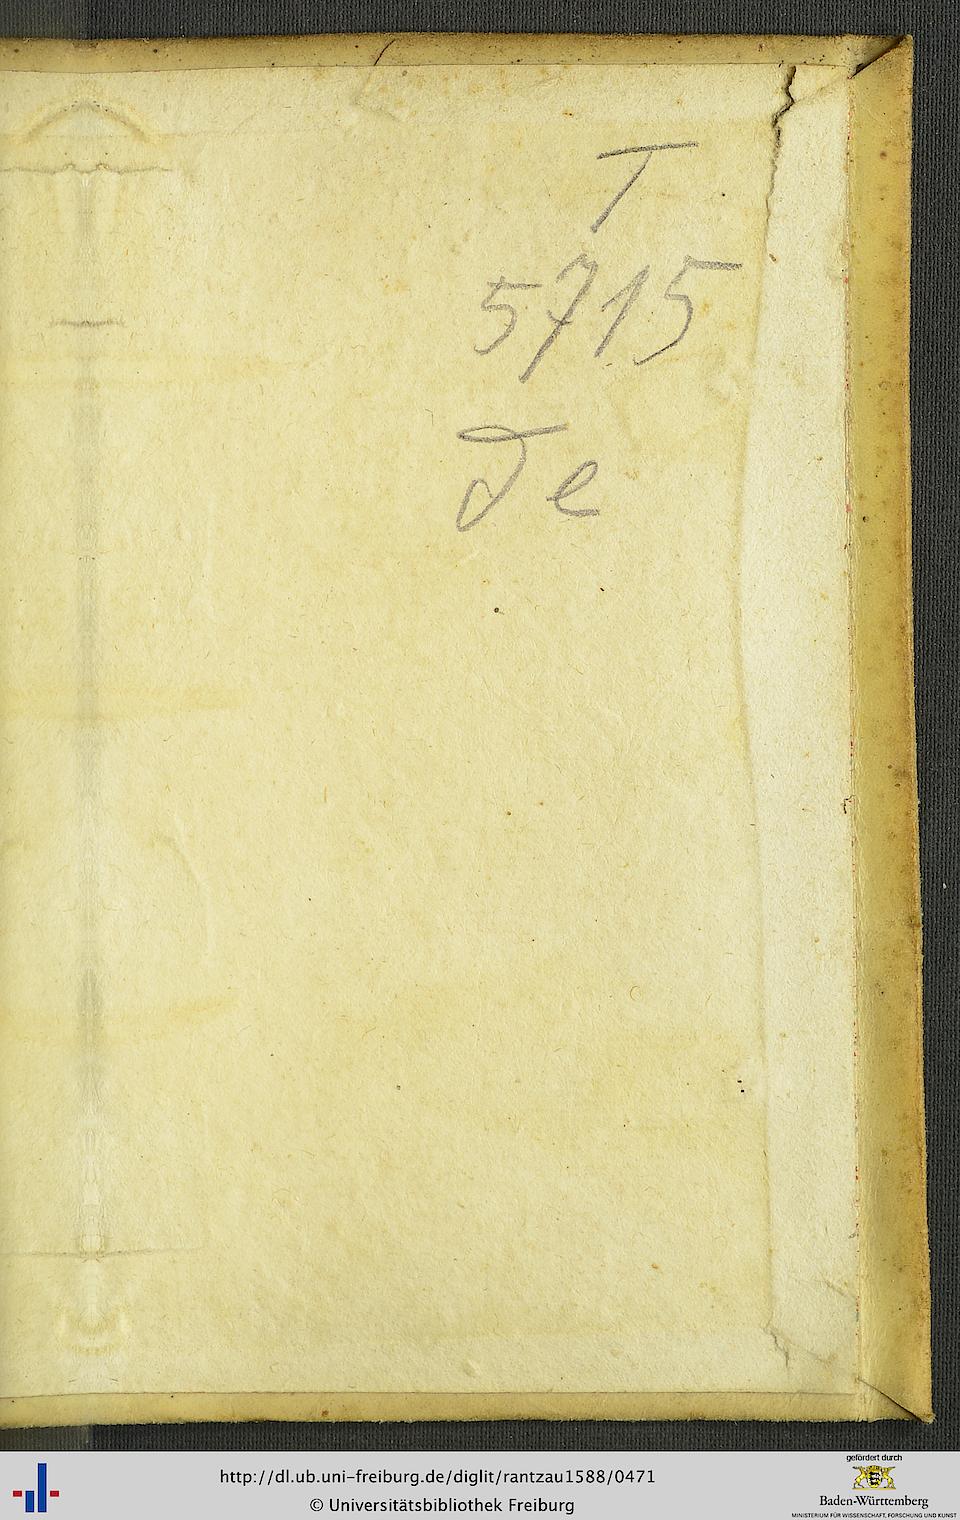 T
5715
Te
http://dl.ub.uni-freiburg.de/diglit/rantzau1588/0471
© Universitätsbibliothek Freiburg
gefördert durch
Baden-Württemberg
MINISTERIUM FÜR WISSENSCHAFT, FORSCHUNG UND KUNST